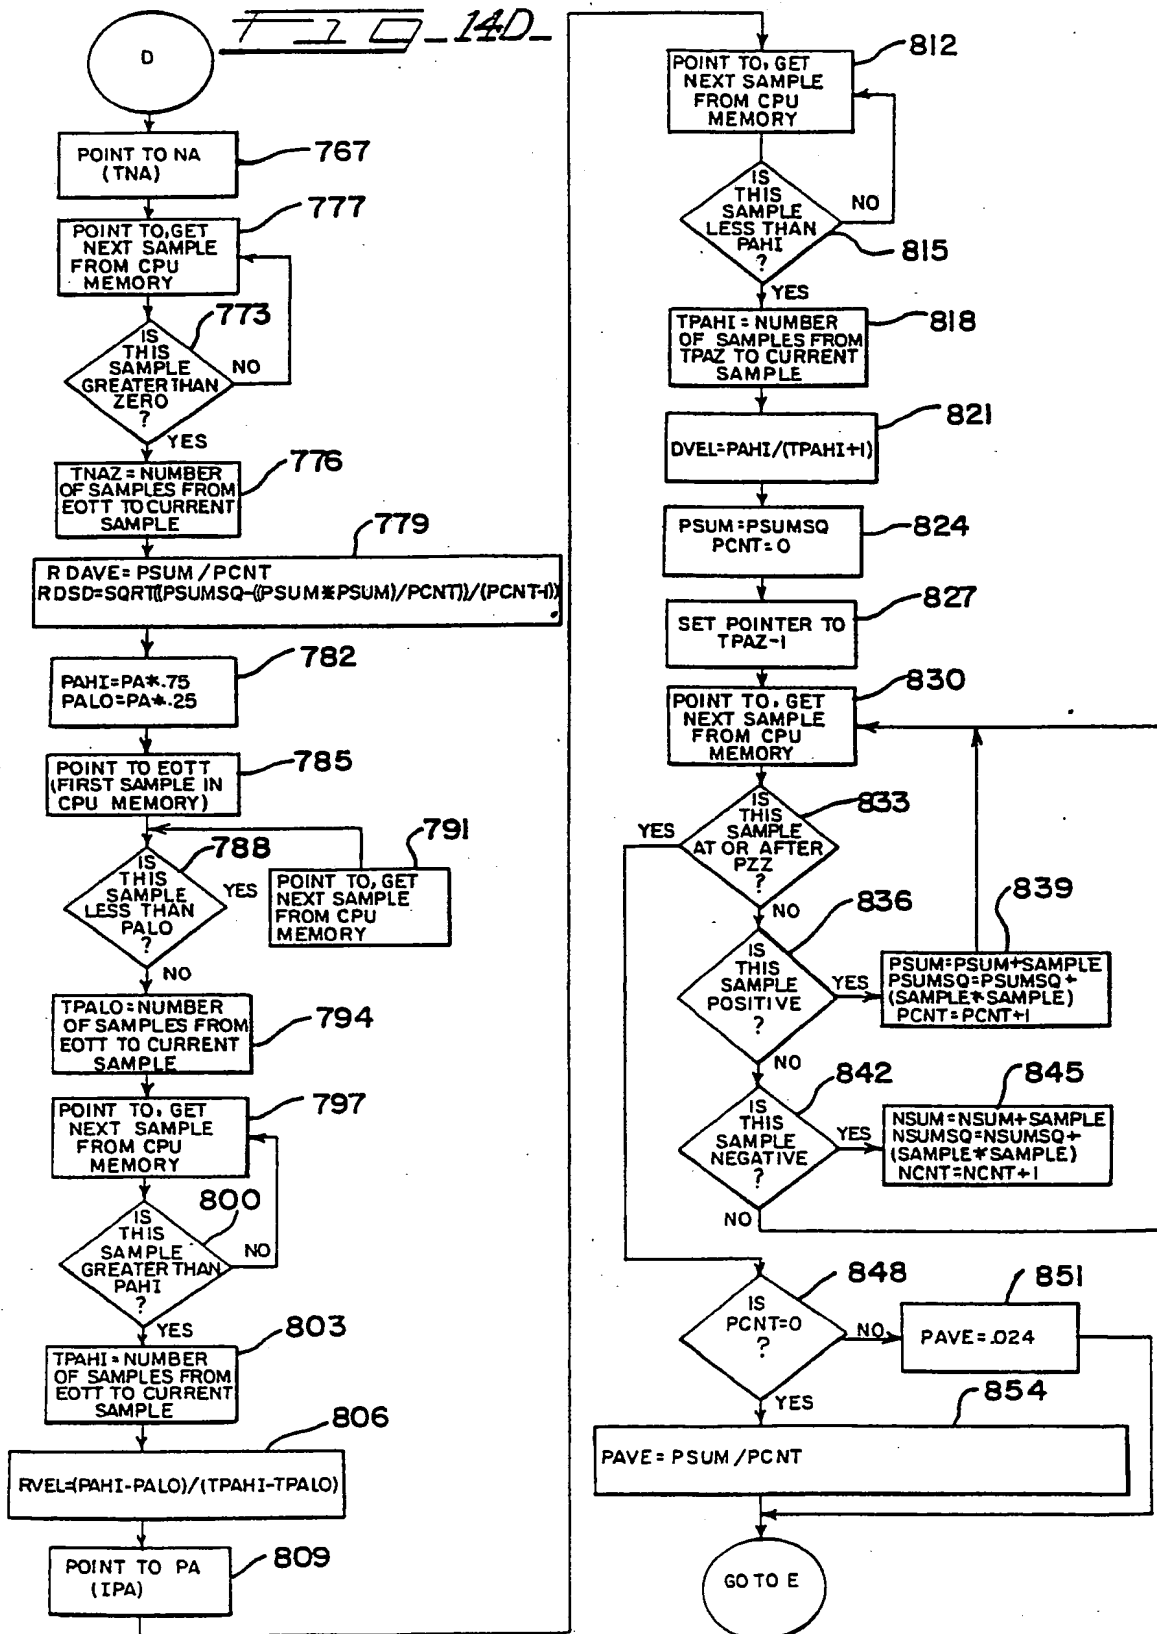 FIG_14D_
D
POINT TO NA
(TNA)
767
POINT TO, GET
NEXT SAMPLE
FROM CPU
MEMORY
777
IS
THIS
SAMPLE
GREATER THAN
ZERO
?
773
NO
YES
TNAZ=NUMBER
OF SAMPLES FROM
EOTT TO CURRENT
SAMPLE
776
RDAVE=PSUM/PCNT
RDSD=SQRT((PSUMSQ-((PSUM*PSUM)/PCNT))/(PCNT-1))
779
PAHI=PA*.75
PALO=PA*.25
782
POINT TO EOTT
(FIRST SAMPLE IN
CPU MEMORY)
785
IS
THIS
SAMPLE
LESS THAN
PALO
?
788
YES
POINT TO, GET
NEXT SAMPLE
FROM CPU
MEMORY
791
NO
TPALO=NUMBER
OF SAMPLES FROM
EOTT TO CURRENT
SAMPLE
794
POINT TO, GET
NEXT SAMPLE
FROM CPU
MEMORY
797
IS
THIS
SAMPLE
GREATER THAN
PAHI
?
800
NO
YES
TPAHI=NUMBER
OF SAMPLES FROM
EOTT TO CURRENT
SAMPLE
803
RVEL=(PAHI-PALO)/(TPAHI-TPALO)
806
POINT TO PA
(IPA)
809
POINT TO, GET
NEXT SAMPLE
FROM CPU
MEMORY
812
IS
THIS
SAMPLE
LESS THAN
PAHI
?
815
NO
YES
TPAHI=NUMBER
OF SAMPLES FROM
TPAZ TO CURRENT
SAMPLE
818
DVEL=PAHI/(TPAHI+1)
821
PSUM=PSUMSQ
PCNT=0
824
SET POINTER TO
TPAZ-1
827
POINT TO, GET
NEXT SAMPLE
FROM CPU
MEMORY
830
IS
THIS
SAMPLE
AT OR AFTER
PZZ
?
833
YES
NO
IS
THIS
SAMPLE
POSITIVE
?
836
YES
PSUM=PSUM+SAMPLE
PSUMSQ=PSUMSQ+
(SAMPLE*SAMPLE)
PCNT=PCNT+1
839
NO
IS
THIS
SAMPLE
NEGATIVE
?
842
YES
NSUM=NSUM+SAMPLE
NSUMSQ=NSUMSQ+
(SAMPLE*SAMPLE)
NCNT=NCNT+1
845
NO
IS
PCNT=0
?
848
NO
PAVE=.024
851
YES
PAVE=PSUM/PCNT
854
GO TO E